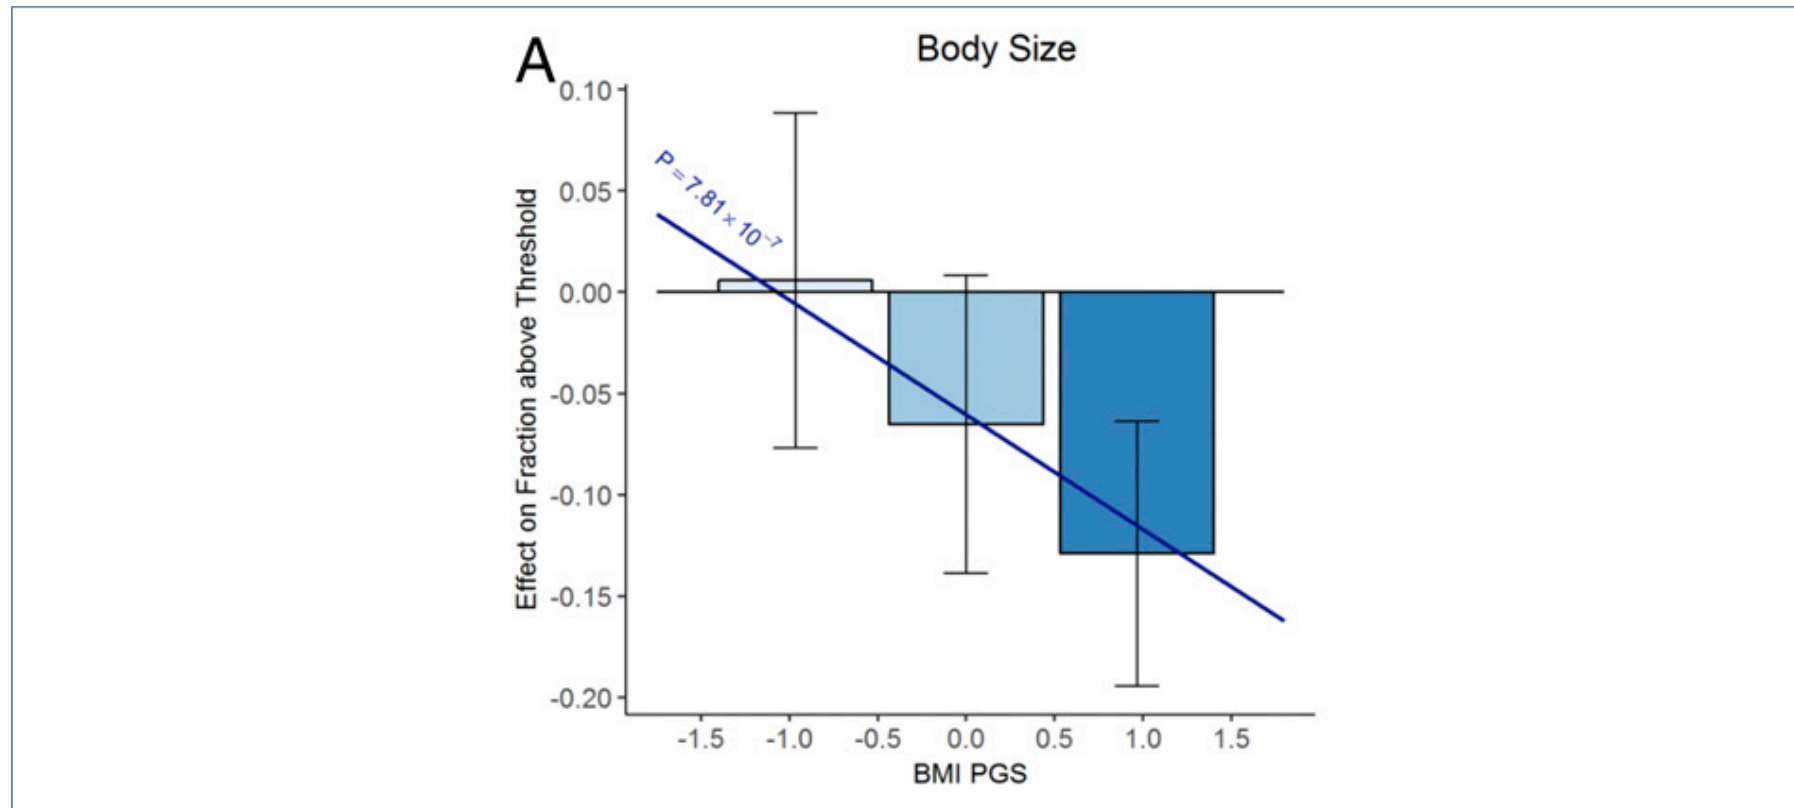 A
Body Size
Effect on Fraction above Threshold
0.10
0.05
0.00
-0.05
-0.10
-0.15
-0.20
P = 7.81 × 10⁻⁷
-1.5 -1.0 -0.5 0.0 0.5 1.0 1.5
BMI PGS